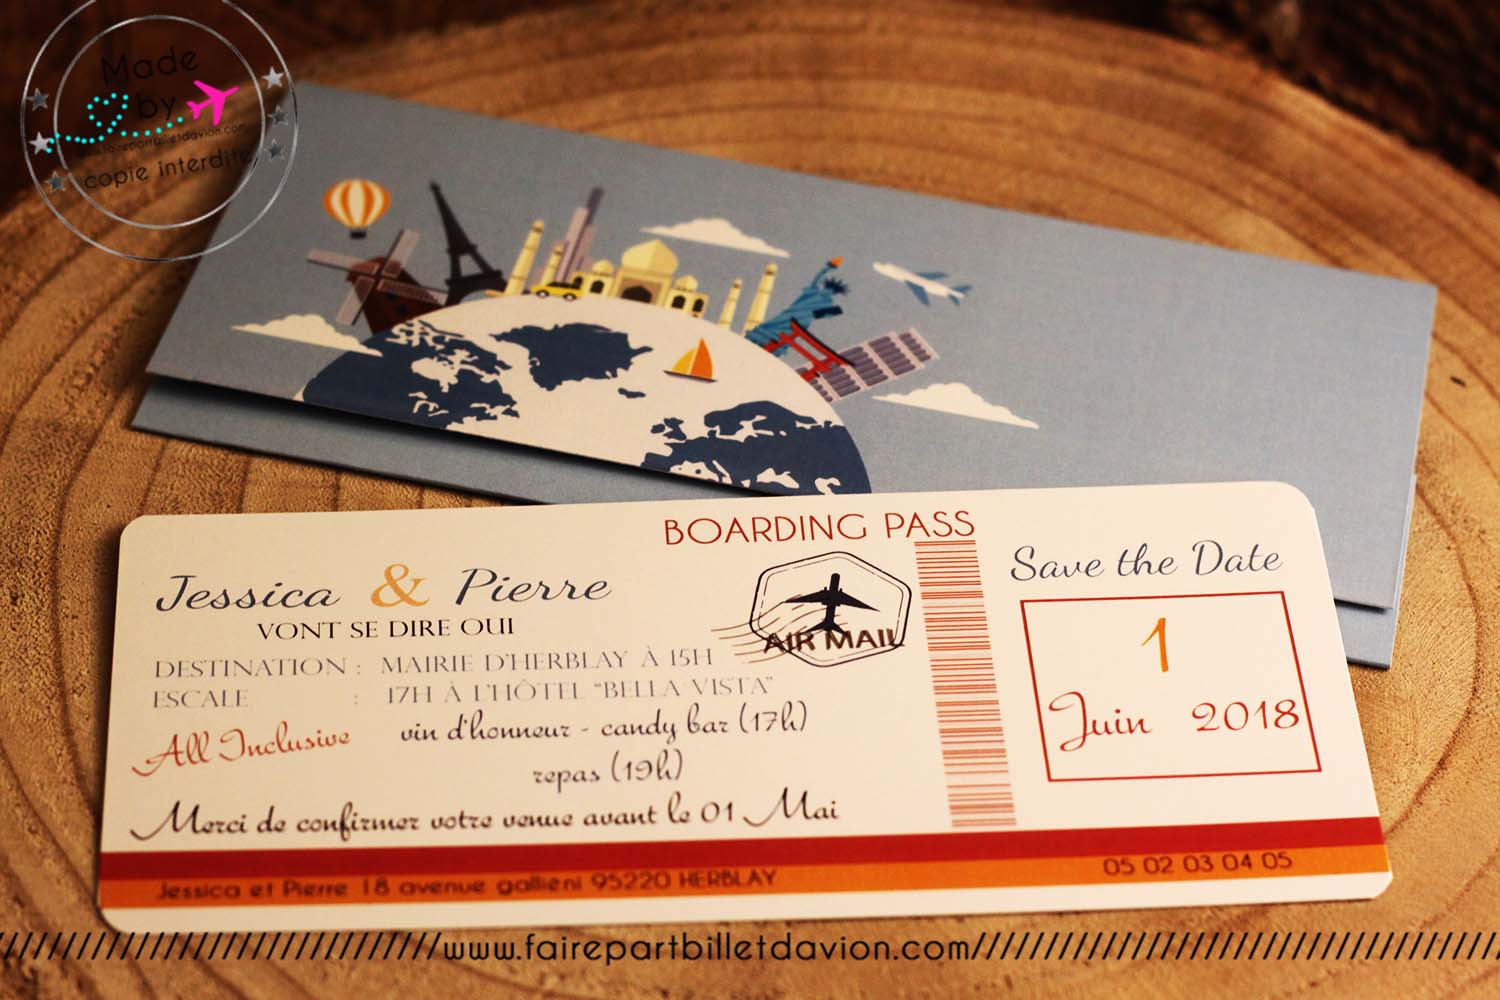 Made
by
www.fairepartbilletdavion.com
copie interdite
BOARDING PASS
Jessica & Pierre
VONT SE DIRE OUI
DESTINATION : MAIRIE D'HERBLAY À 15H
ESCALE : 17H À L'HÔTEL "BELLA VISTA"
All Inclusive vin d'honneur - candy bar (17h)
repas (19h)
Merci de confirmer votre venue avant le 01 Mai
AIR MAIL
Save the Date
1
Juin 2018
Jessica et Pierre 18 avenue gallieni 95220 HERBLAY
05 02 03 04 05
////////////////////////////www.fairepartbilletdavion.com////////////////////////////